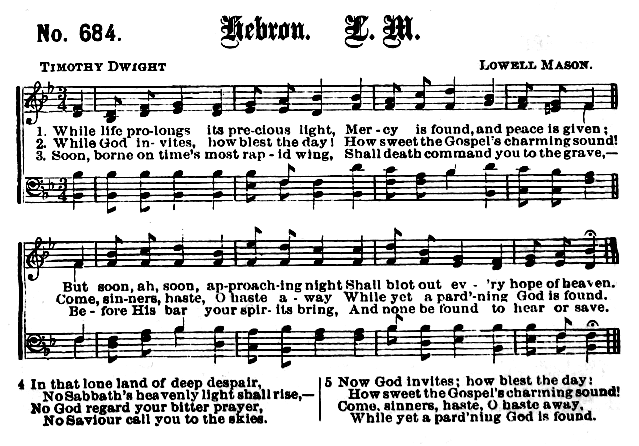 No. 684.
Hebron. L. M.
TIMOTHY DWIGHT
LOWELL MASON.
3
4
1. While life pro-longs its pre-cious light, Mer-cy is found, and peace is given;
2. While God in-vites, how blest the day! How sweet the Gospel's charming sound!
3. Soon, borne on time's most rap-id wing, Shall death command you to the grave,—
3
4
But soon, ah, soon, ap-proach-ing night Shall blot out ev-'ry hope of heaven.
Come, sin-ners, haste, O haste a-way While yet a pard'-ning God is found.
Be-fore His bar your spir-its bring, And none be found to hear or save.
4 In that lone land of deep despair,
No Sabbath's heavenly light shall rise,—
No God regard your bitter prayer,
No Saviour call you to the skies.
5 Now God invites; how blest the day!
How sweet the Gospel's charming sound!
Come, sinners, haste, O haste away,
While yet a pard'ning God is found.